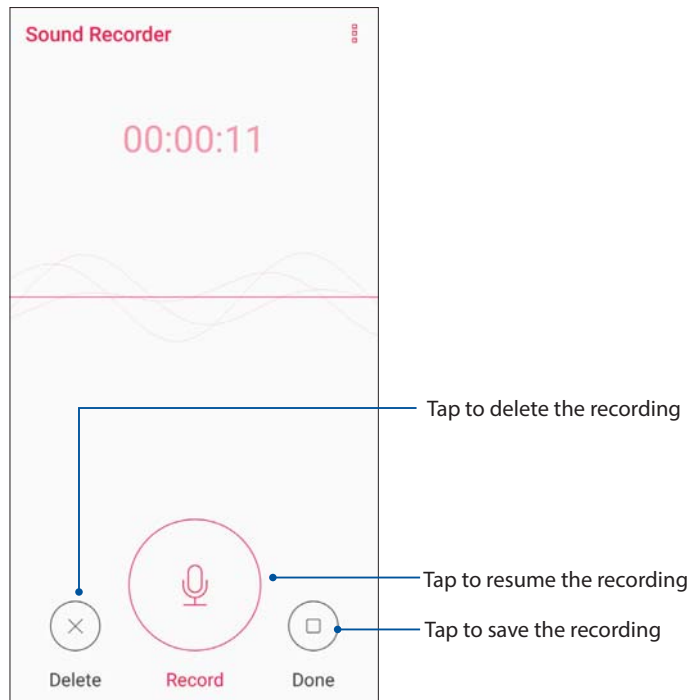 Sound Recorder
00:00:11
Tap to delete the recording
Tap to resume the recording
Tap to save the recording
Delete
Record
Done